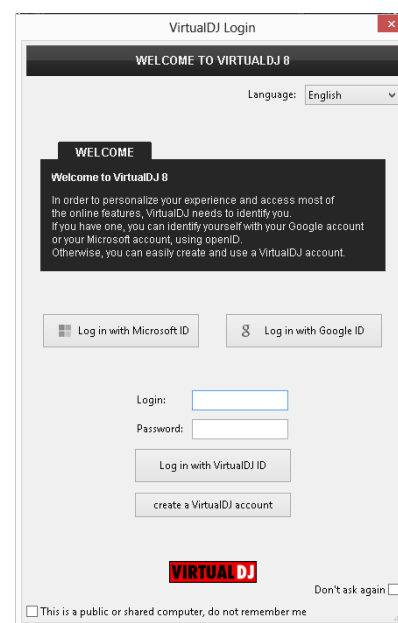 VirtualDJ Login
WELCOME TO VIRTUALDJ 8
Language: English
WELCOME
Welcome to VirtualDJ 8
In order to personalize your experience and access most of
the online features, VirtualDJ needs to identify you.
If you have one, you can identify yourself with your Google account
or your Microsoft account, using openID.
Otherwise, you can easily create and use a VirtualDJ account.
Log in with Microsoft ID
g Log in with Google ID
Login:
Password:
Log in with VirtualDJ ID
create a VirtualDJ account
VIRTUAL DJ
Don't ask again
This is a public or shared computer, do not remember me